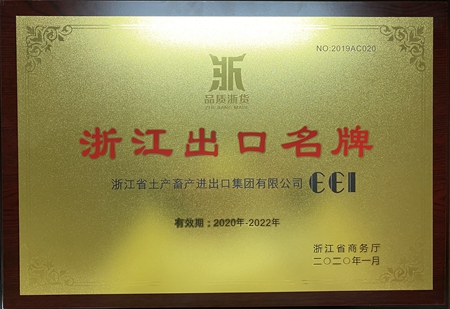 NO:2019AC020
浙
品质浙货
ZHEJIANG MADE
浙江出口名牌
浙江省土产畜产进出口集团有限公司
有效期：2020年-2022年
浙江省商务厅
二〇二〇年一月